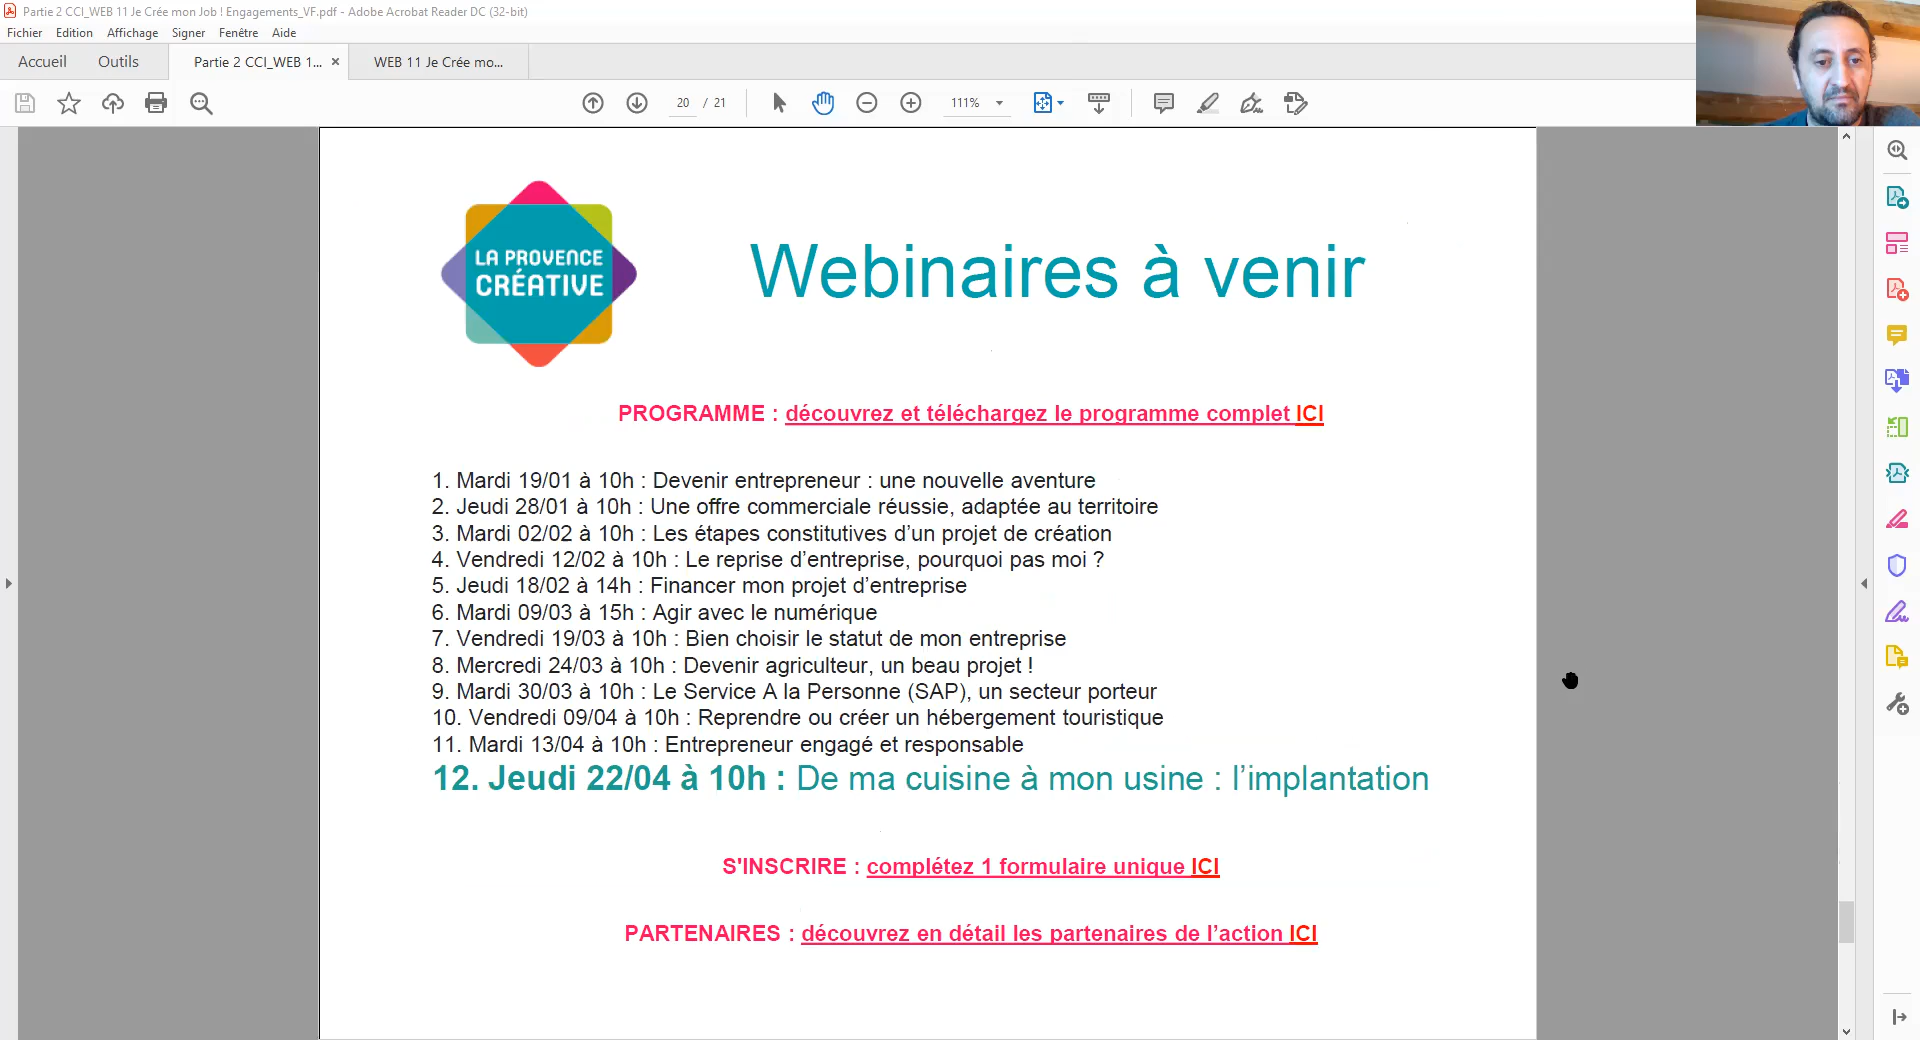 Partie 2 CCI_WEB 11 Je Crée mon Job ! Engagements_VF.pdf - Adobe Acrobat Reader DC (32-bit)
Fichier Edition Affichage Signer Fenêtre Aide
Accueil Outils Partie 2 CCI_WEB 1... × WEB 11 Je Crée mo...
20 / 21 111%
LA PROVENCE
CRÉATIVE
Webinaires à venir
PROGRAMME : découvrez et téléchargez le programme complet ICI
1. Mardi 19/01 à 10h : Devenir entrepreneur : une nouvelle aventure
2. Jeudi 28/01 à 10h : Une offre commerciale réussie, adaptée au territoire
3. Mardi 02/02 à 10h : Les étapes constitutives d’un projet de création
4. Vendredi 12/02 à 10h : Le reprise d’entreprise, pourquoi pas moi ?
5. Jeudi 18/02 à 14h : Financer mon projet d’entreprise
6. Mardi 09/03 à 15h : Agir avec le numérique
7. Vendredi 19/03 à 10h : Bien choisir le statut de mon entreprise
8. Mercredi 24/03 à 10h : Devenir agriculteur, un beau projet !
9. Mardi 30/03 à 10h : Le Service A la Personne (SAP), un secteur porteur
10. Vendredi 09/04 à 10h : Reprendre ou créer un hébergement touristique
11. Mardi 13/04 à 10h : Entrepreneur engagé et responsable
12. Jeudi 22/04 à 10h : De ma cuisine à mon usine : l’implantation
S'INSCRIRE : complétez 1 formulaire unique ICI
PARTENAIRES : découvrez en détail les partenaires de l’action ICI